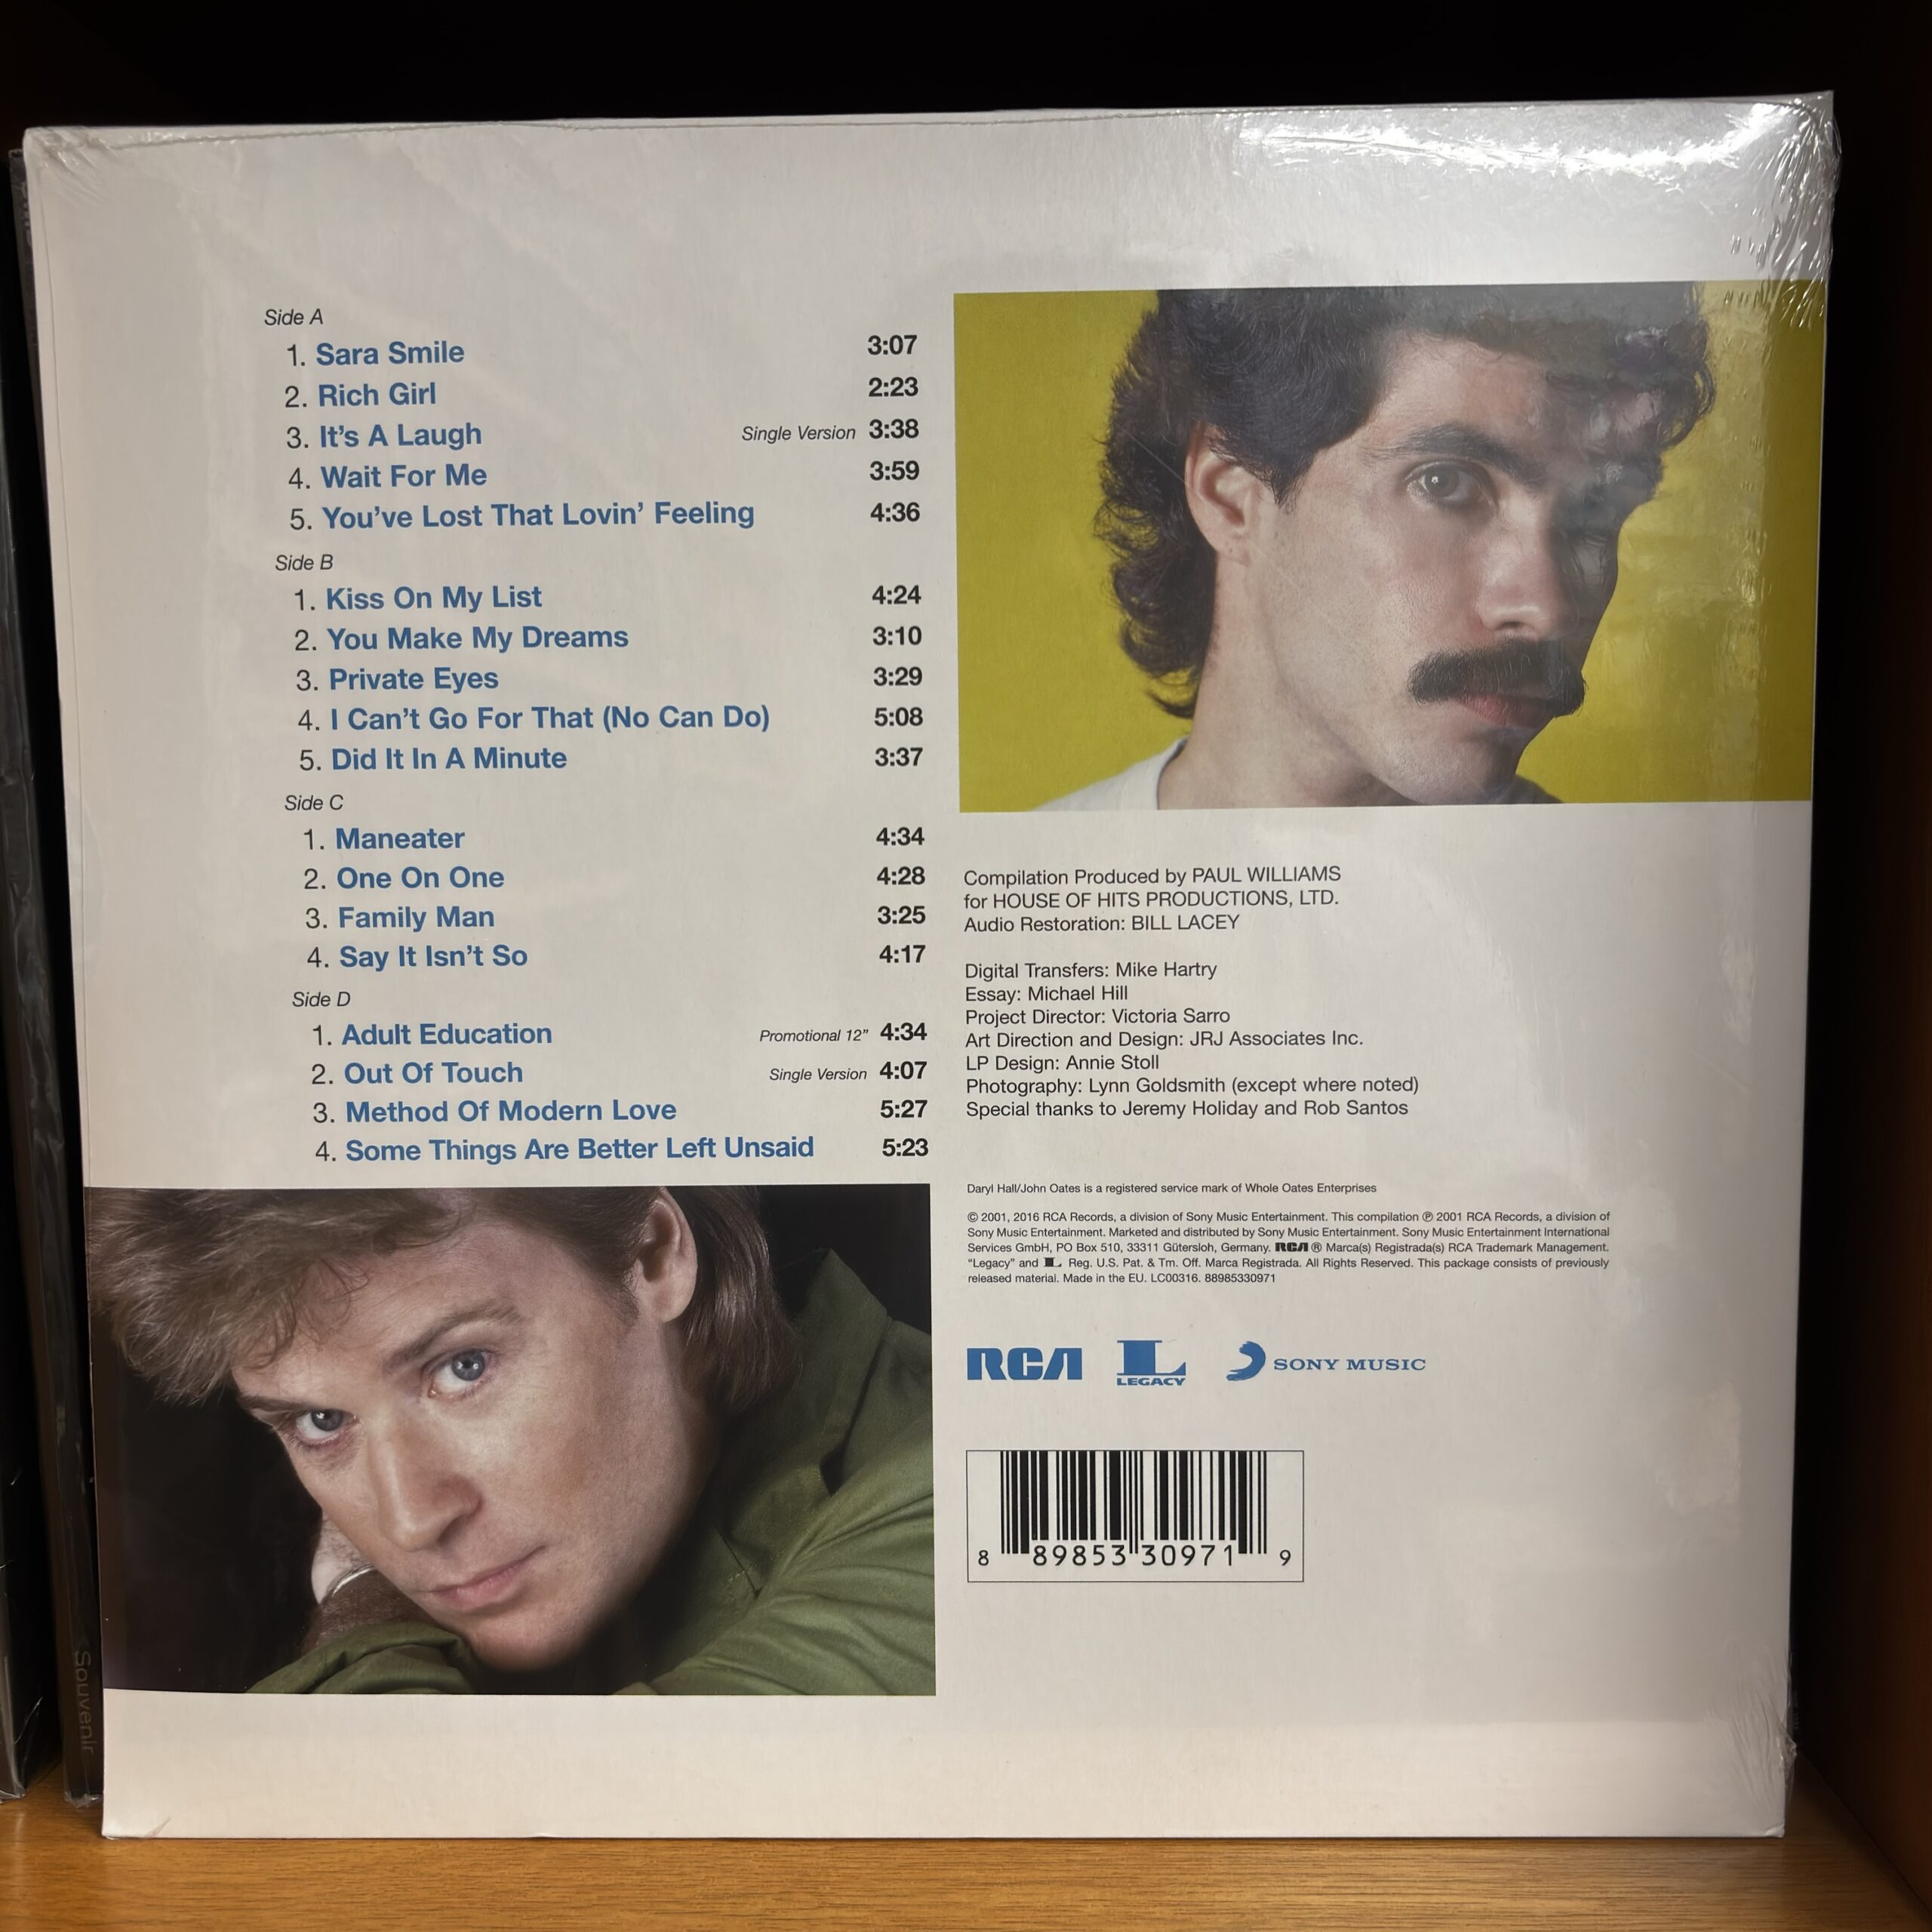 Side A
1. Sara Smile 3:07
2. Rich Girl 2:23
3. It's A Laugh Single Version 3:38
4. Wait For Me 3:59
5. You've Lost That Lovin' Feeling 4:36
Side B
1. Kiss On My List 4:24
2. You Make My Dreams 3:10
3. Private Eyes 3:29
4. I Can't Go For That (No Can Do) 5:08
5. Did It In A Minute 3:37
Side C
1. Maneater 4:34
2. One On One 4:28
3. Family Man 3:25
4. Say It Isn't So 4:17
Side D
1. Adult Education Promotional 12” 4:34
2. Out Of Touch Single Version 4:07
3. Method Of Modern Love 5:27
4. Some Things Are Better Left Unsaid 5:23
Compilation Produced by PAUL WILLIAMS
for HOUSE OF HITS PRODUCTIONS, LTD.
Audio Restoration: BILL LACEY
Digital Transfers: Mike Hartry
Essay: Michael Hill
Project Director: Victoria Sarro
Art Direction and Design: JRJ Associates Inc.
LP Design: Annie Stoll
Photography: Lynn Goldsmith (except where noted)
Special thanks to Jeremy Holiday and Rob Santos
Daryl Hall/John Oates is a registered service mark of Whole Oates Enterprises
© 2001, 2016 RCA Records, a division of Sony Music Entertainment. This compilation ℗ 2001 RCA Records, a division of
Sony Music Entertainment. Marketed and distributed by Sony Music Entertainment. Sony Music Entertainment International
Services GmbH, PO Box 510, 33311 Gütersloh, Germany. RCA ® Marca(s) Registrada(s) RCA Trademark Management.
“Legacy” and L Reg. U.S. Pat. & Tm. Off. Marca Registrada. All Rights Reserved. This package consists of previously
released material. Made in the EU. LC00316. 88985330971
RCA L LEGACY SONY MUSIC
8 89853 30971 9
Souvenir